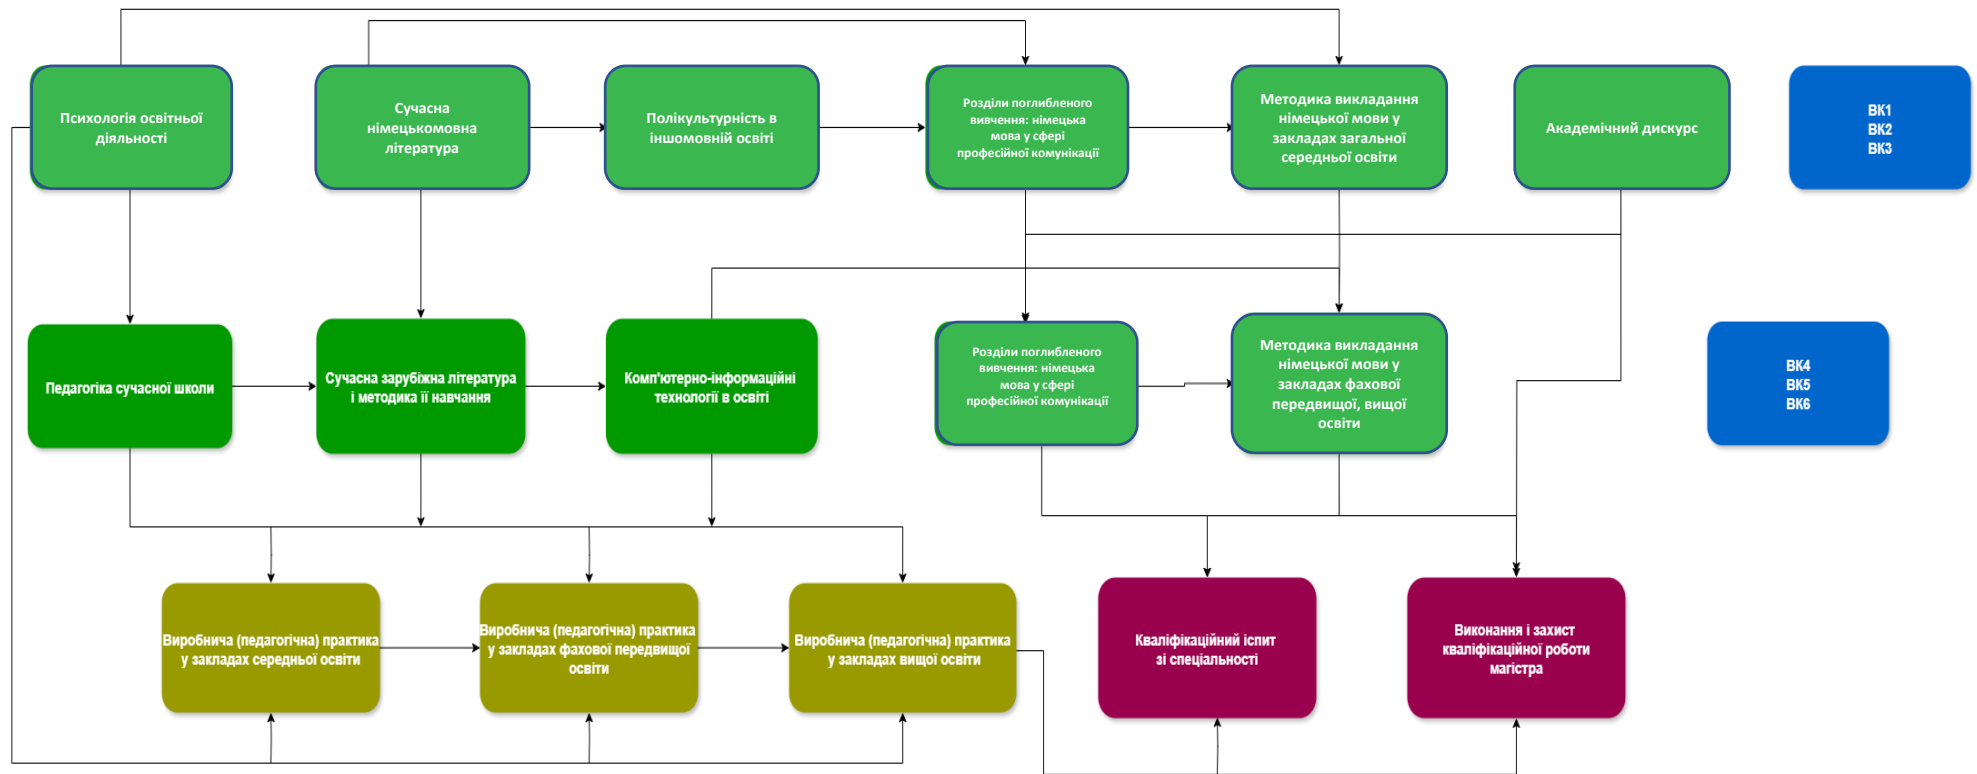 Психологія освітньої
діяльності
Сучасна
німецькомовна
література
Полікультурність в
іншомовній освіті
Розділи поглибленого
вивчення: німецька
мова у сфері
професійної комунікації
Методика викладання
німецької мови у
закладах загальної
середньої освіти
Академічний дискурс
ВК1
ВК2
ВК3
Педагогіка сучасної школи
Сучасна зарубіжна література
і методика її навчання
Комп'ютерно-інформаційні
технології в освіті
Розділи поглибленого
вивчення: німецька
мова у сфері
професійної комунікації
Методика викладання
німецької мови у
закладах фахової
передвищої, вищої
освіти
ВК4
ВК5
ВК6
Виробнича (педагогічна) практика
у закладах середньої освіти
Виробнича (педагогічна) практика
у закладах фахової передвищої
освіти
Виробнича (педагогічна) практика
у закладах вищої освіти
Кваліфікаційний іспит
зі спеціальності
Виконання і захист
кваліфікаційної роботи
магістра